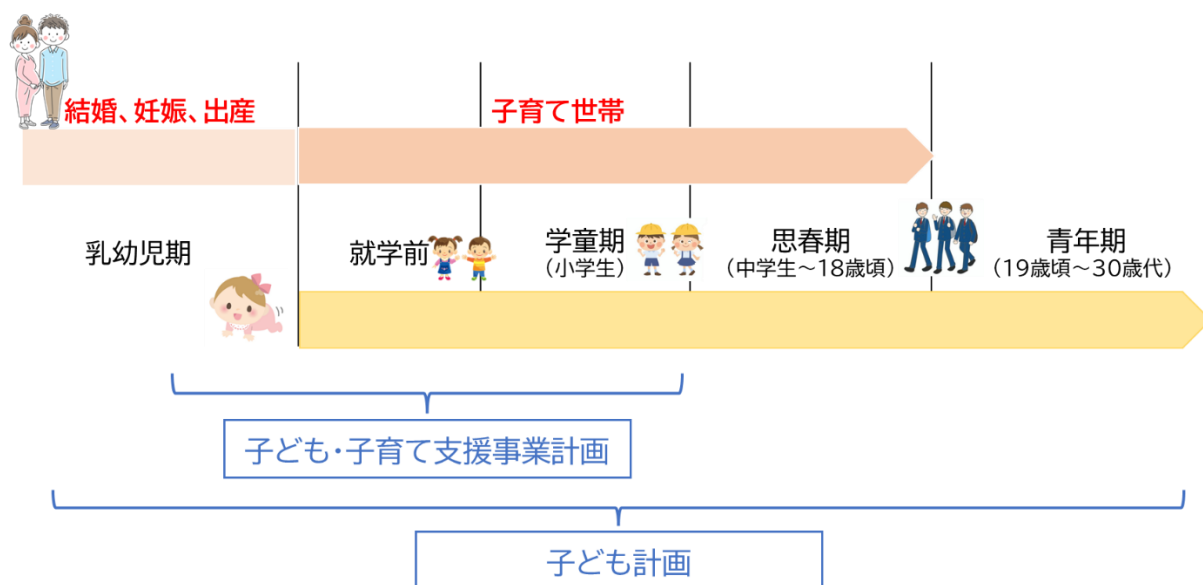 結婚、妊娠、出産
子育て世帯
乳幼児期
就学前
学童期
（小学生）
思春期
（中学生～18歳頃）
青年期
（19歳頃～30歳代）
子ども・子育て支援事業計画
子ども計画